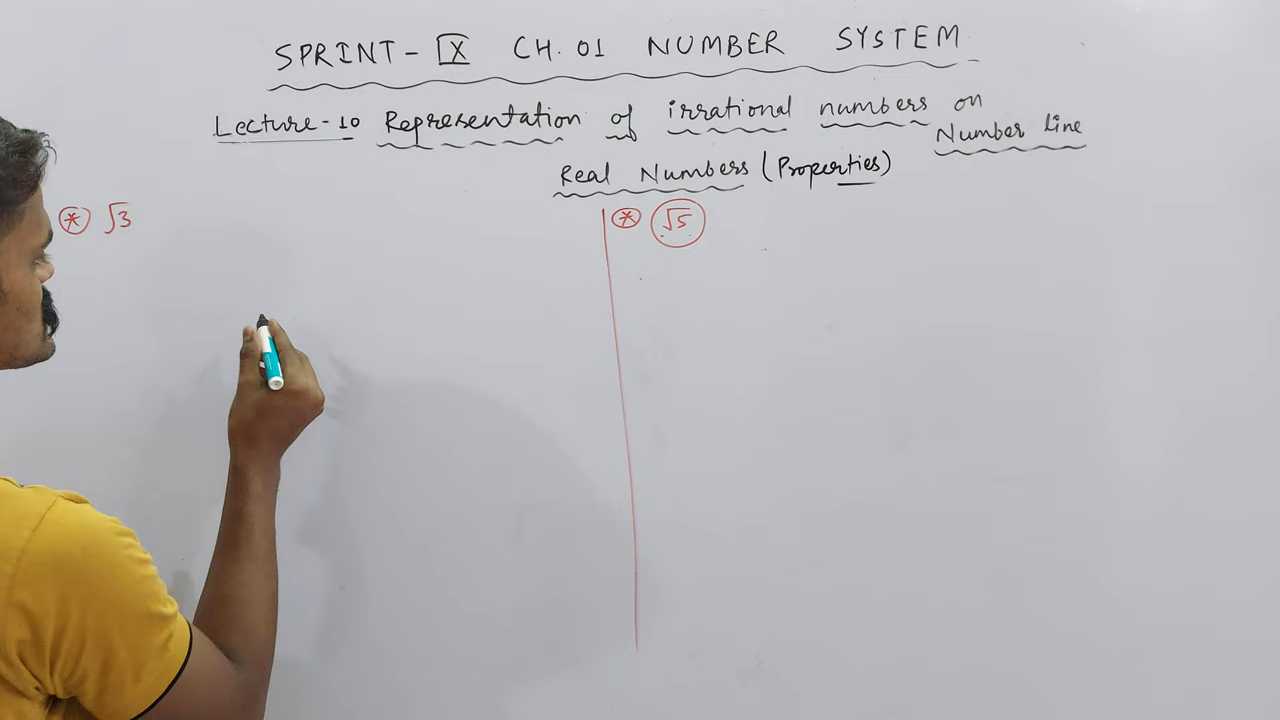 SPRINT- IX CH. 01 NUMBER SYSTEM
Lecture-10 Representation of irrational numbers on
Number line
Real Numbers (Properties)
* √3
* √5